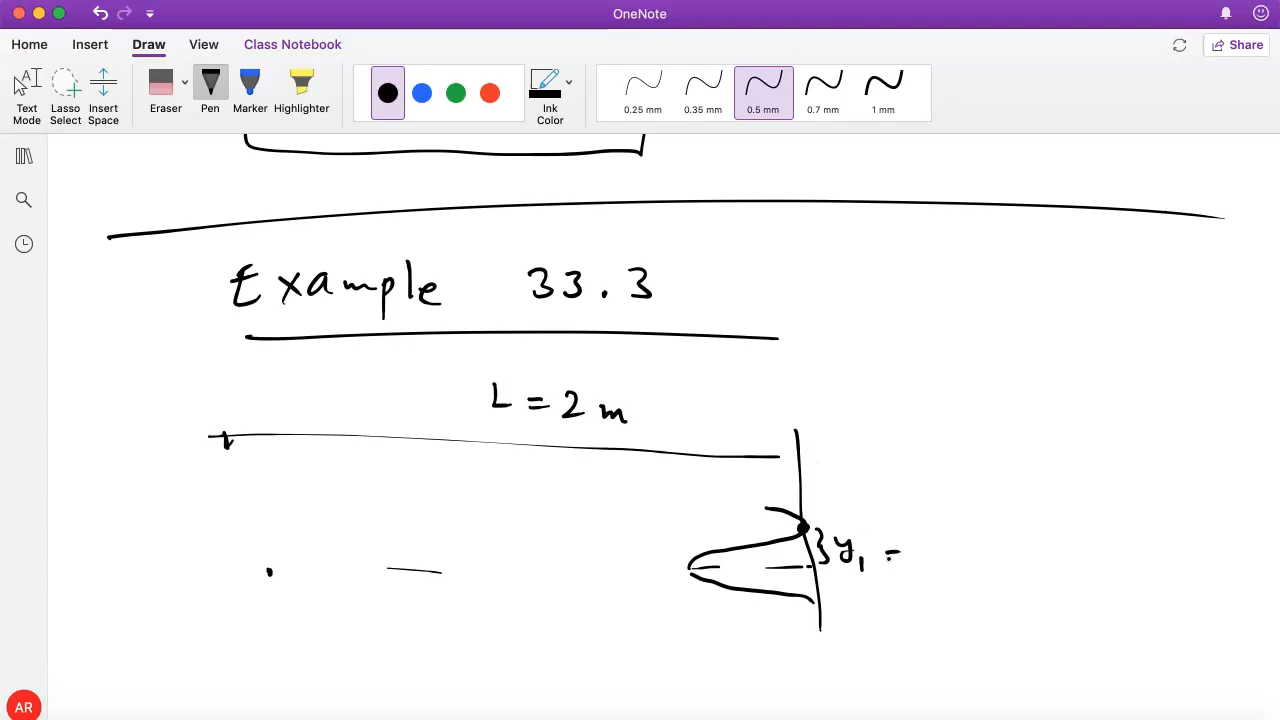 OneNote
Home Insert Draw View Class Notebook
Share
Text Mode
Lasso Select
Insert Space
Eraser
Pen
Marker
Highlighter
Ink Color
0.25 mm
0.35 mm
0.5 mm
0.7 mm
1 mm
Example 33.3
L = 2 m
} y₁ =
AR